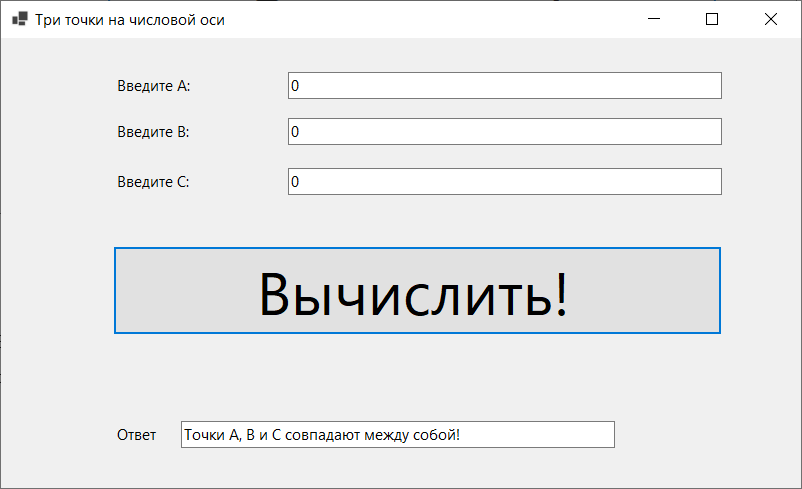 Три точки на числовой оси
Введите A: 0
Введите B: 0
Введите C: 0
Вычислить!
Ответ Точки A, B и C совпадают между собой!